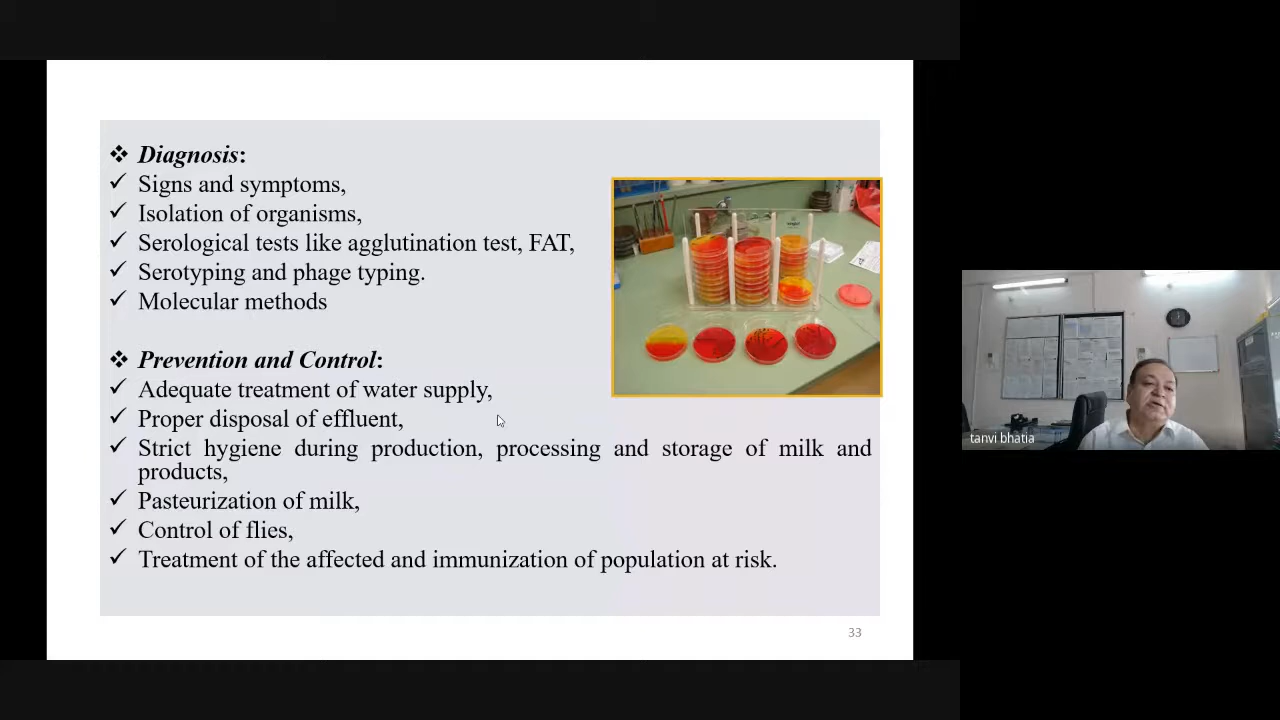 ❖ Diagnosis:
✓ Signs and symptoms,
✓ Isolation of organisms,
✓ Serological tests like agglutination test, FAT,
✓ Serotyping and phage typing.
✓ Molecular methods
❖ Prevention and Control:
✓ Adequate treatment of water supply,
✓ Proper disposal of effluent,
✓ Strict hygiene during production, processing and storage of milk and
products,
✓ Pasteurization of milk,
✓ Control of flies,
✓ Treatment of the affected and immunization of population at risk.
33
tanvi bhatia